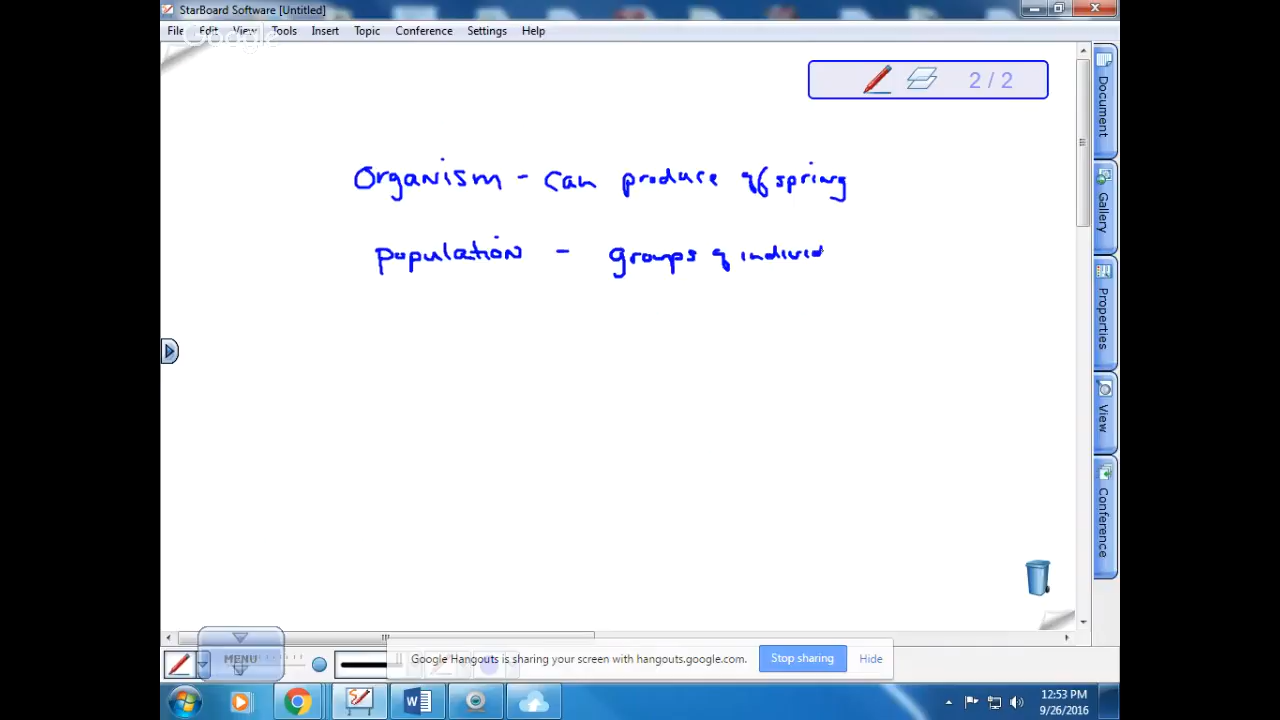 StarBoard Software [Untitled]
File Edit View Tools Insert Topic Conference Settings Help
Google
2 / 2
Organism - can produce offspring
population - groups of individ
Document
Gallery
Properties
View
Conference
MENU
Google Hangouts is sharing your screen with hangouts.google.com. Stop sharing Hide
12:53 PM
9/26/2016